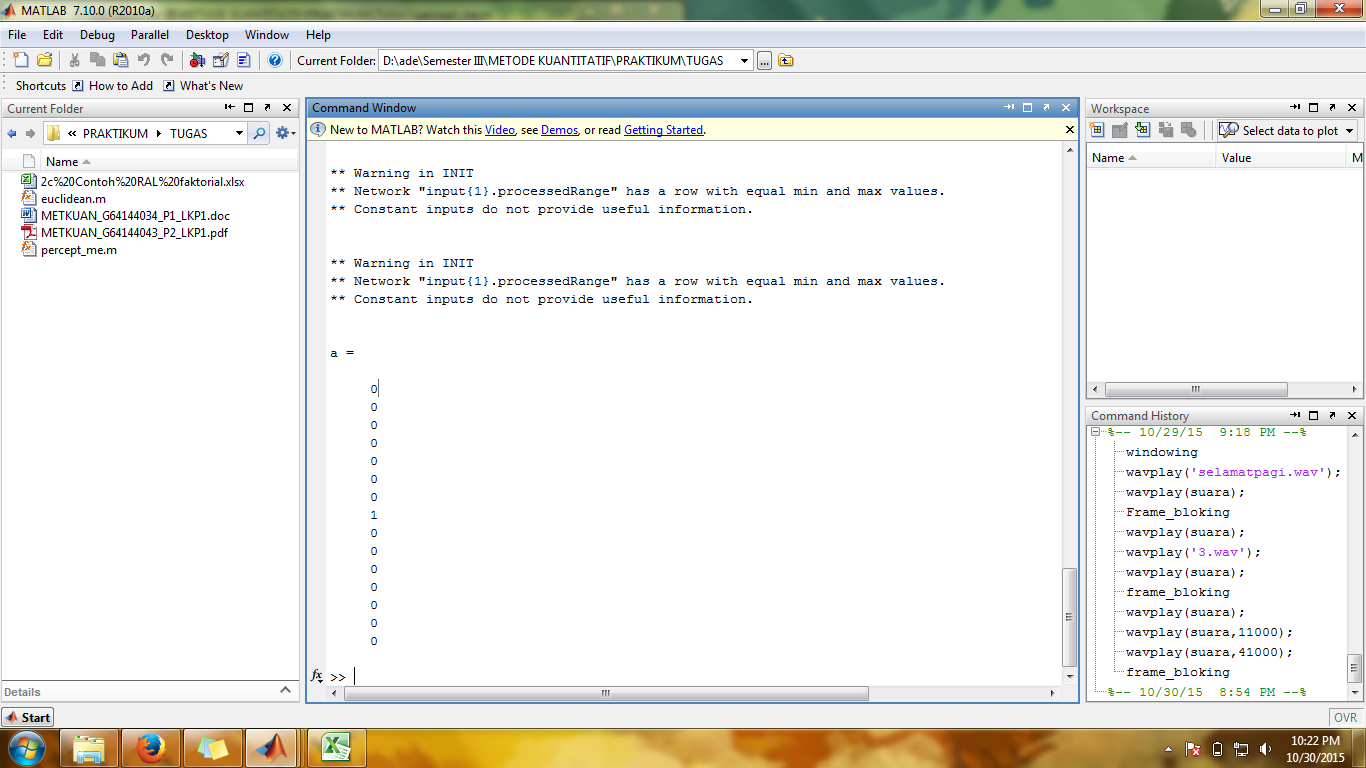 MATLAB 7.10.0 (R2010a)
File Edit Debug Parallel Desktop Window Help
Current Folder: D:\ade\Semester III\METODE KUANTITATIF\PRAKTIKUM\TUGAS
Shortcuts How to Add What's New
Current Folder
« PRAKTIKUM TUGAS
Name
2c%20Contoh%20RAL%20faktorial.xlsx
euclidean.m
METKUAN_G64144034_P1_LKP1.doc
METKUAN_G64144043_P2_LKP1.pdf
percept_me.m
Details
Command Window
New to MATLAB? Watch this Video, see Demos, or read Getting Started.
** Warning in INIT
** Network "input{1}.processedRange" has a row with equal min and max values.
** Constant inputs do not provide useful information.
** Warning in INIT
** Network "input{1}.processedRange" has a row with equal min and max values.
** Constant inputs do not provide useful information.
a =
0
0
0
0
0
0
0
1
0
0
0
0
0
0
0
fx >>
Workspace
Select data to plot
Name Value M
Command History
%-- 10/29/15 9:18 PM --%
windowing
wavplay('selamatpagi.wav');
wavplay(suara);
Frame_bloking
wavplay(suara);
wavplay('3.wav');
wavplay(suara);
frame_bloking
wavplay(suara);
wavplay(suara,11000);
wavplay(suara,41000);
frame_bloking
%-- 10/30/15 8:54 PM --%
Start
OVR
10:22 PM
10/30/2015